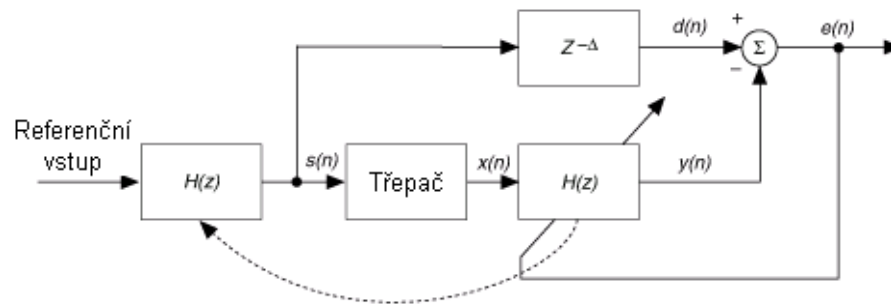 Z⁻Δ
d(n)
+
Σ
−
e(n)
Referenční
vstup
H(z)
s(n)
Třepač
x(n)
H(z)
y(n)